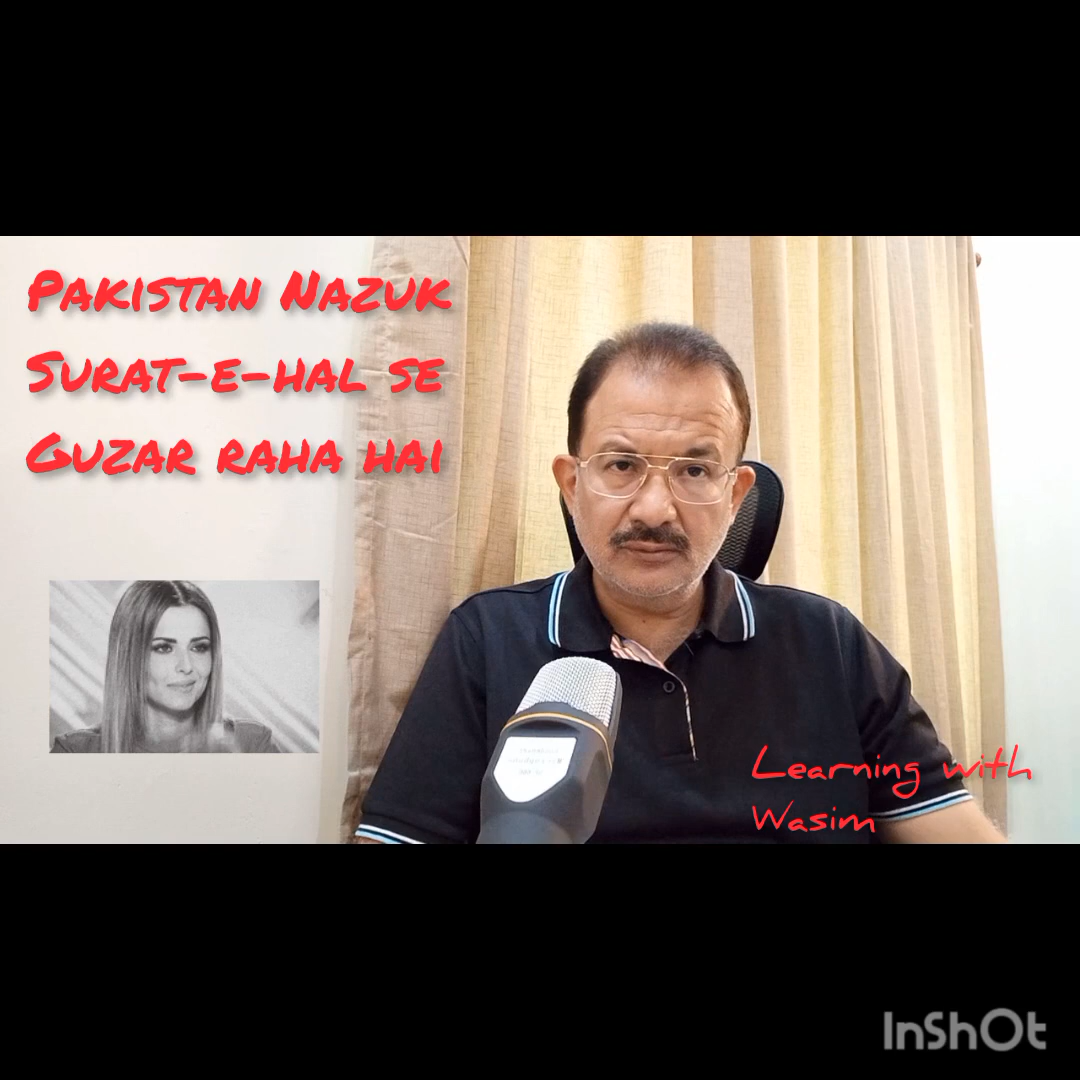 Pakistan Nazuk
Surat-e-hal se
Guzar raha hai
Learning with
Wasim
InShOt